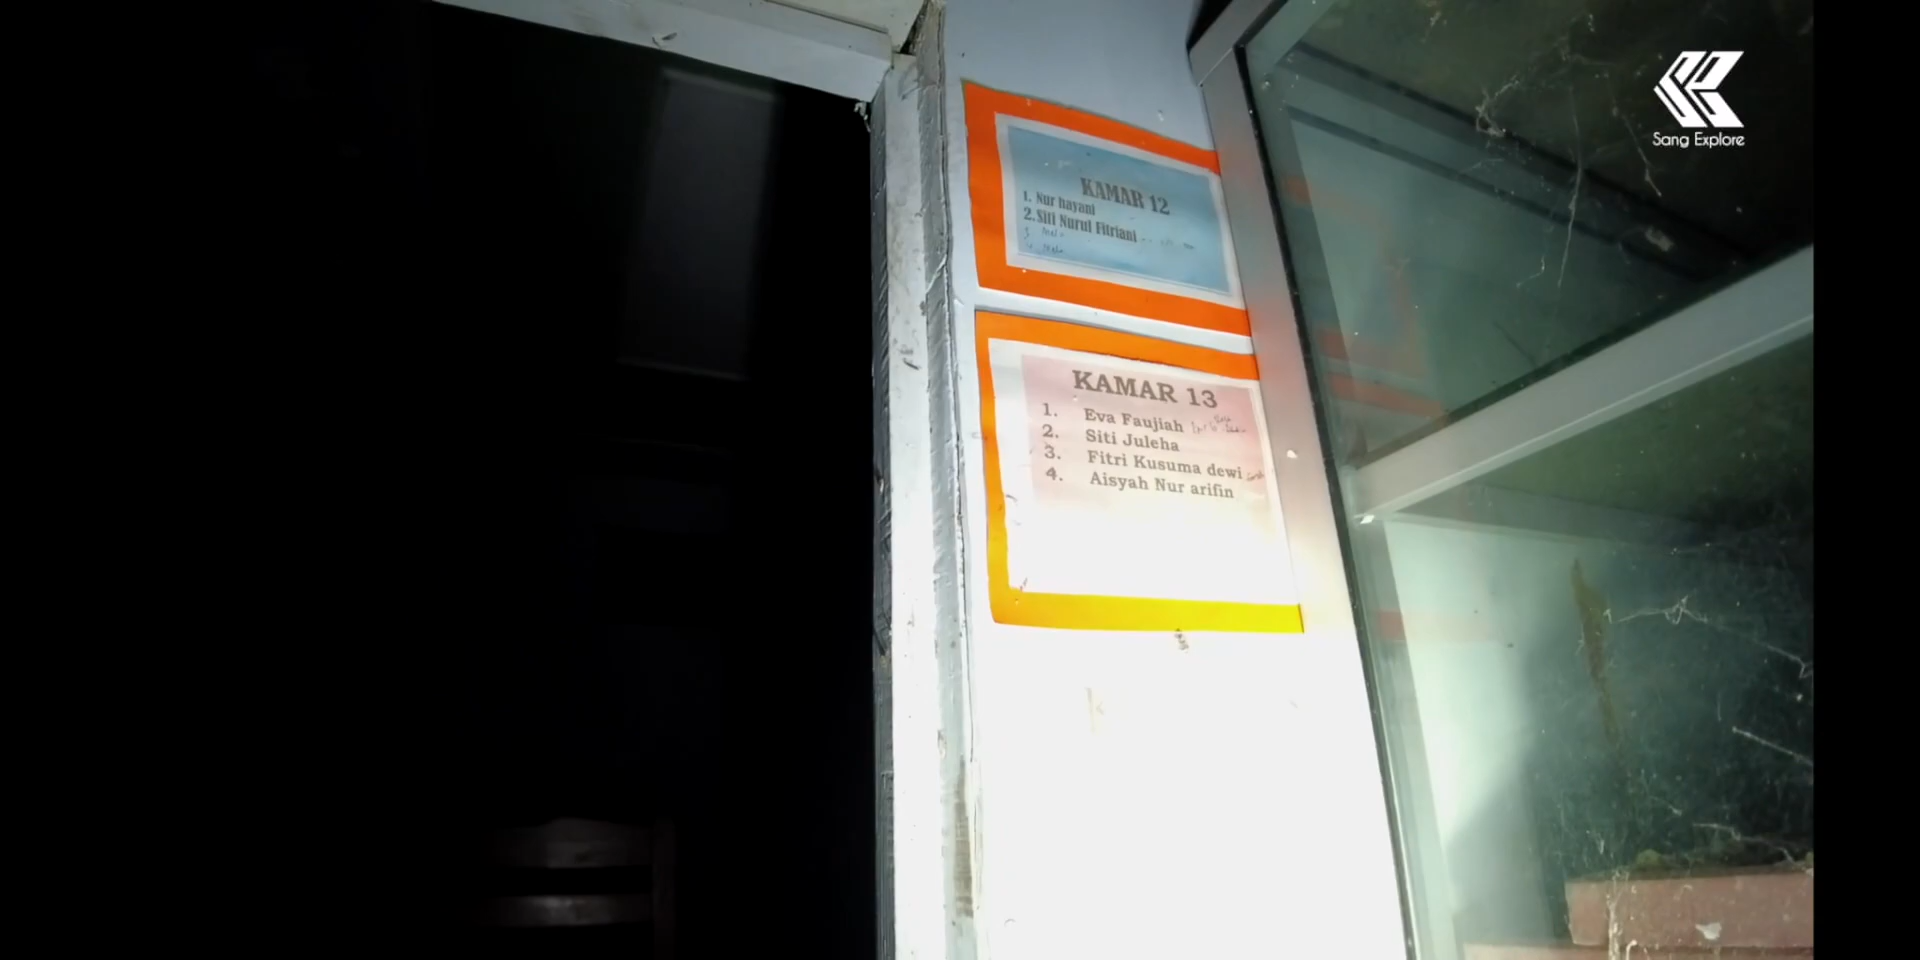 Sang Explore
KAMAR 12
1. Nur hayani
2. Siti Nurul Fitriani
3.
KAMAR 13
1. Eva Faujiah
2. Siti Juleha
3. Fitri Kusuma dewi
4. Aisyah Nur arifin